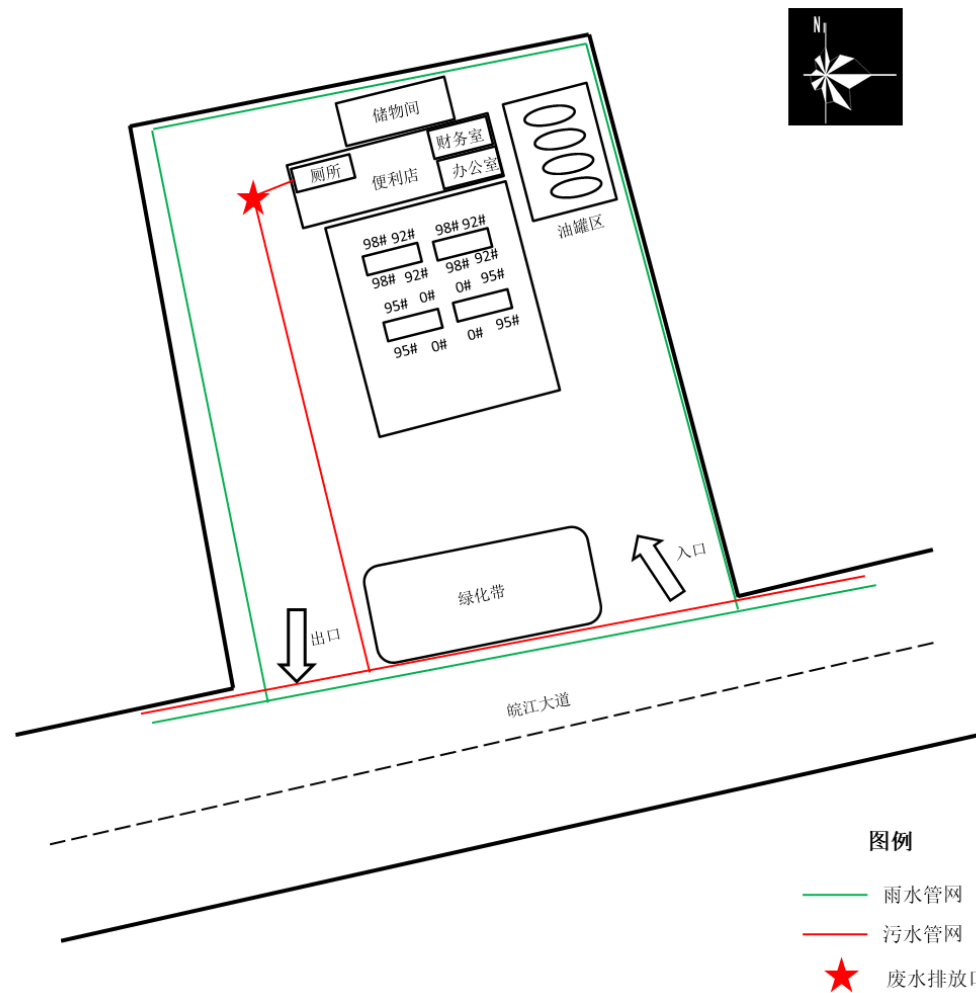 N
储物间
财务室
厕所
便利店
办公室
油罐区
98# 92# 98# 92#
98# 92# 98# 92#
95# 0# 0# 95#
95# 0# 0# 95#
绿化带
入口
出口
皖江大道
图例
雨水管网
污水管网
废水排放口